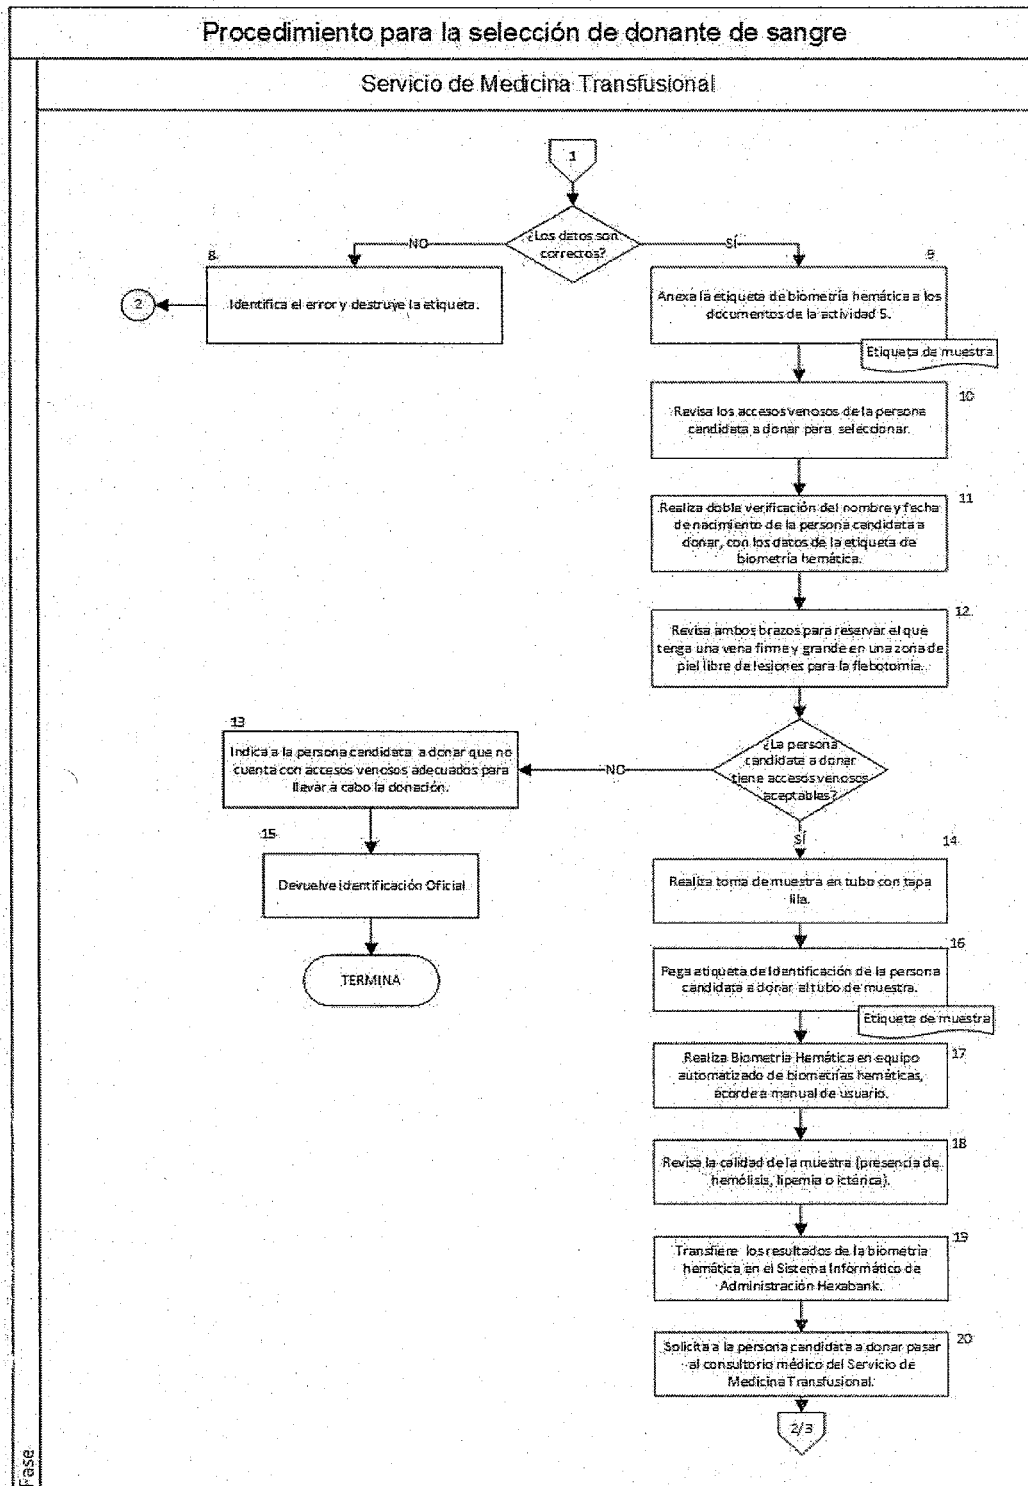 Procedimiento para la selección de donante de sangre
Servicio de Medicina Transfusional
1
¿Los datos son
correctos?
NO
SÍ
8
Identifica el error y destruye la etiqueta.
2
9
Anexa la etiqueta de biometría hemática a los
documentos de la actividad 5.
Etiqueta de muestra
10
Revisa los accesos venosos de la persona
candidata a donar para seleccionar.
11
Realiza doble verificación del nombre y fecha
de nacimiento de la persona candidata a
donar, con los datos de la etiqueta de
biometría hemática.
12
Revisa ambos brazos para reservar el que
tenga una vena firme y grande en una zona de
piel libre de lesiones para la flebotomía.
¿La persona
candidata a donar
tiene accesos venosos
aceptables?
NO
SÍ
13
Indica a la persona candidata a donar que no
cuenta con accesos venosos adecuados para
llevar a cabo la donación.
15
Devuelve Identificación Oficial
TERMINA
14
Realiza toma de muestra en tubo con tapa
lila.
16
Pega etiqueta de Identificación de la persona
candidata a donar al tubo de muestra.
Etiqueta de muestra
17
Realiza Biometría Hemática en equipo
automatizado de biometrías hemáticas,
acorde a manual de usuario.
18
Revisa la calidad de la muestra (presencia de
hemólisis, lipemia o ictérica).
19
Transfiere los resultados de la biometría
hemática en el Sistema Informático de
Administración Hexabank.
20
Solicita a la persona candidata a donar pasar
al consultorio médico del Servicio de
Medicina Transfusional.
2/3
Fase